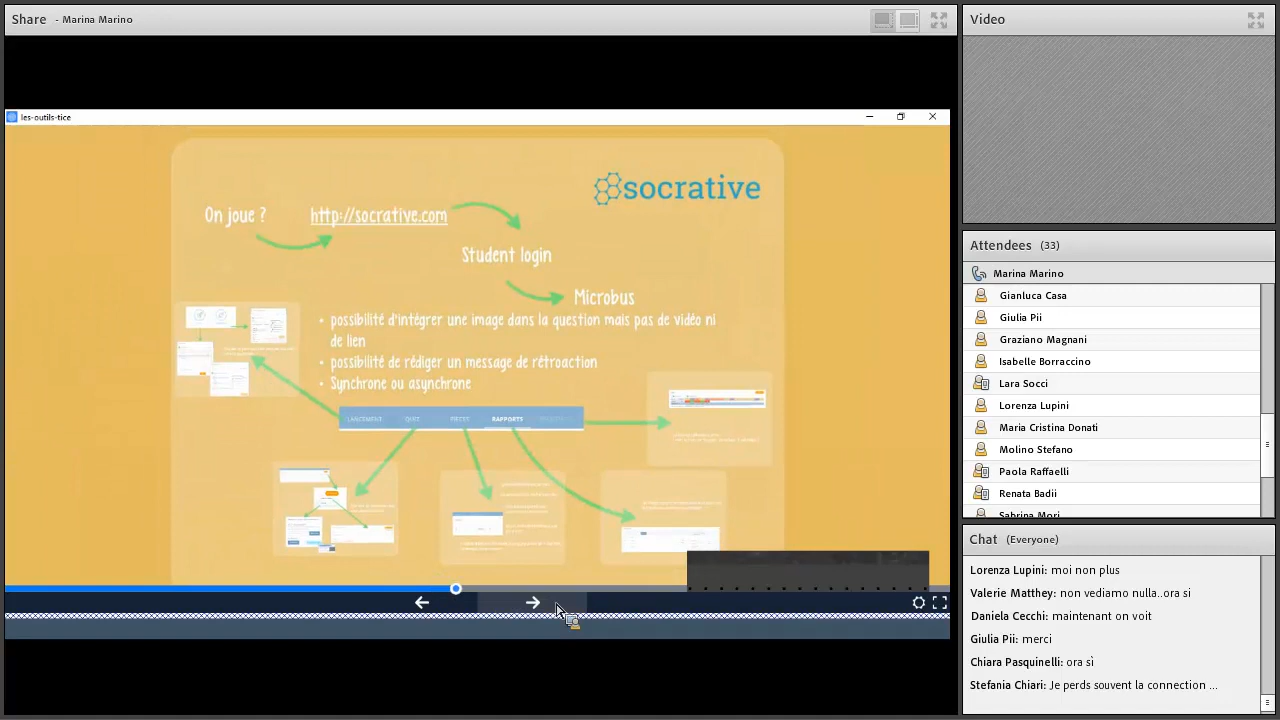 Share - Marina Marino
Video
les-outils-tice
socrative
On joue ?
http://socrative.com
Student login
Microbus
• possibilité d'intégrer une image dans la question mais pas de vidéo ni
de lien
• possibilité de rédiger un message de rétroaction
• Synchrone ou asynchrone
LANCEMENT QUIZ PIÈCES RAPPORTS
Attendees (33)
Marina Marino
Gianluca Casa
Giulia Pii
Graziano Magnani
Isabelle Borraccino
Lara Socci
Lorenza Lupini
Maria Cristina Donati
Molino Stefano
Paola Raffaelli
Renata Badii
Sabrina Mori
Chat (Everyone)
Lorenza Lupini: moi non plus
Valerie Matthey: non vediamo nulla..ora si
Daniela Cecchi: maintenant on voit
Giulia Pii: merci
Chiara Pasquinelli: ora sì
Stefania Chiari: Je perds souvent la connection ...